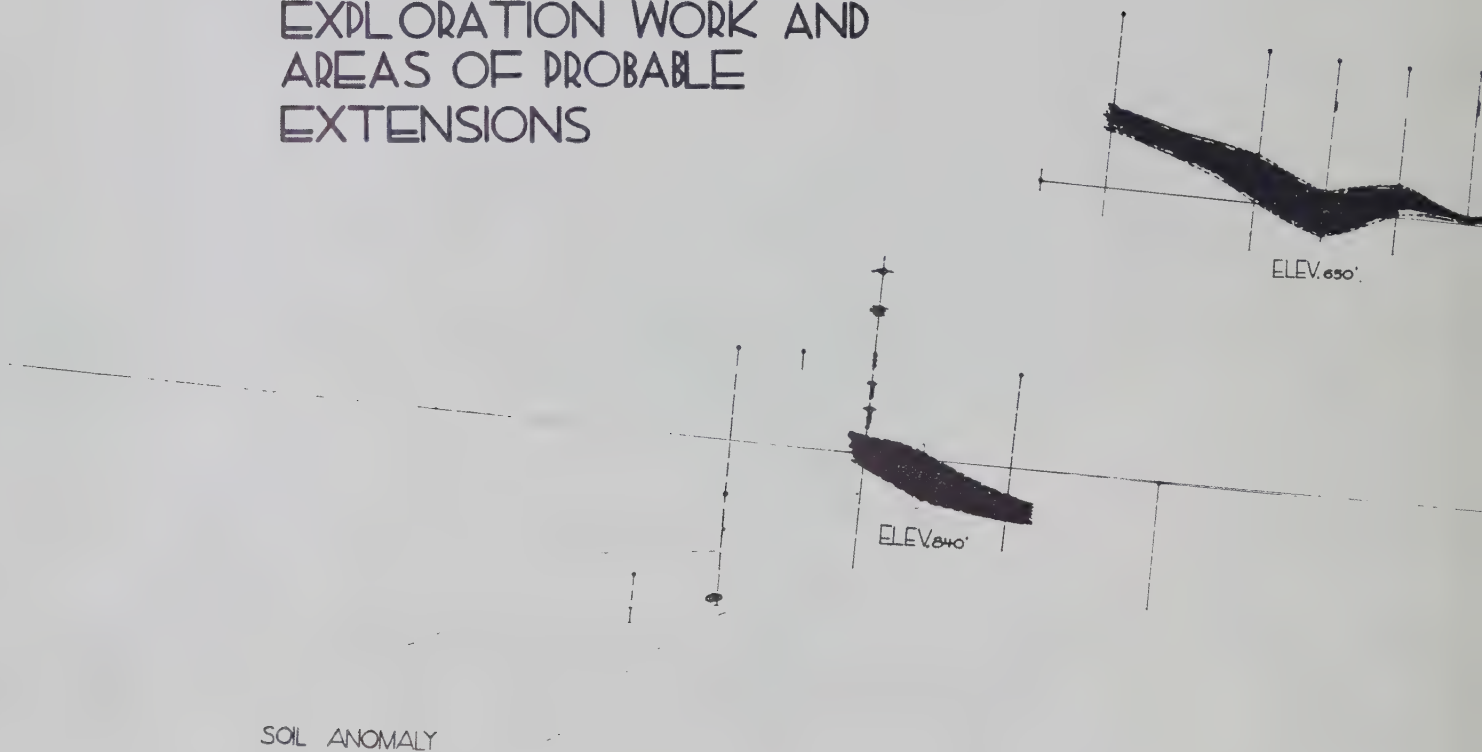 EXPLORATION WORK AND
AREAS OF PROBABLE
EXTENSIONS
ELEV. 650'.
ELEV. 840'
SOIL ANOMALY